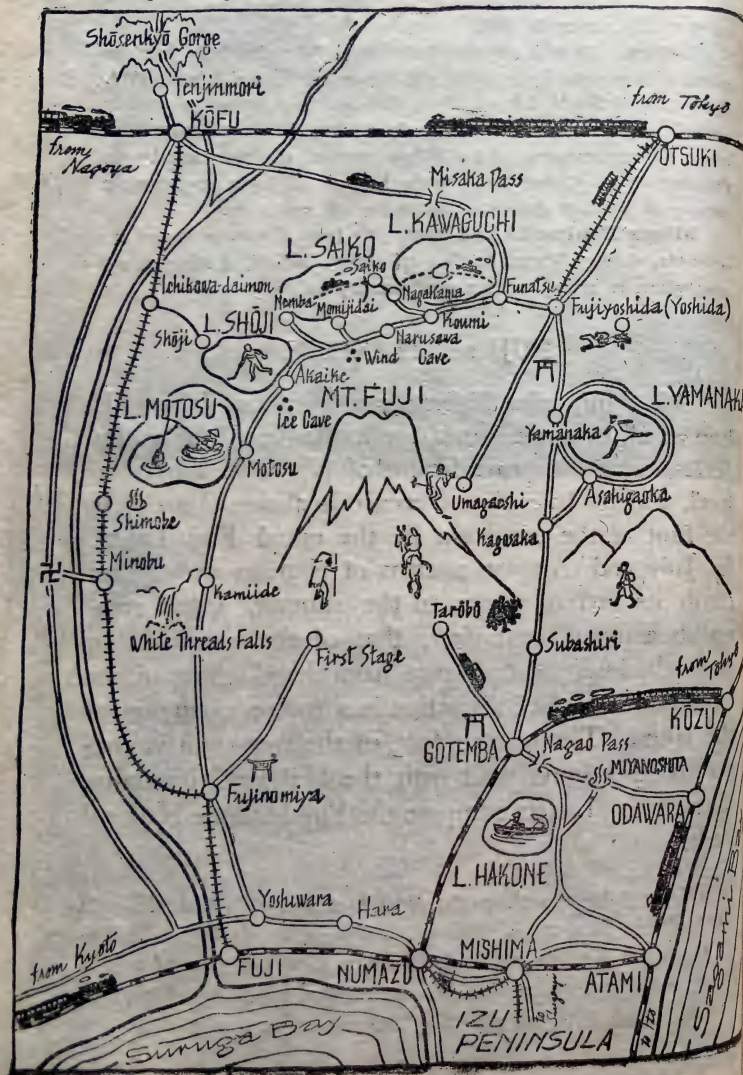 Shōsenkyō Gorge
Tenjinmori
KŌFU
from Tokyo
from Nagoya
OTSUKI
Misaka Pass
L. KAWAGUCHI
L. SAIKO
Saiko
Ichikawa-daimon
Nemba
Momijidai
Nagahama
Funatsu
Koumi
Fujiyoshida (Yoshida)
Shōji
L. SHŌJI
Narusawa
Wind Cave
Akaike
MT. FUJI
L. YAMANAKA
L. MOTOSU
Ice Cave
Yamanaka
Motosu
Umagaeshi
Asahigaoka
Shimobe
Kagosaka
Minobu
Kamiide
White Threads Falls
First Stage
Tarōbō
Subashiri
from Tokyo
KŌZU
GOTEMBA
Nagao Pass
MIYANOSHITA
Fujinomiya
ODAWARA
L. HAKONE
Yoshiwara
Hara
from Kyoto
FUJI
NUMAZU
MISHIMA
ATAMI
IZU
PENINSULA
Suruga Bay
Sagami Ba